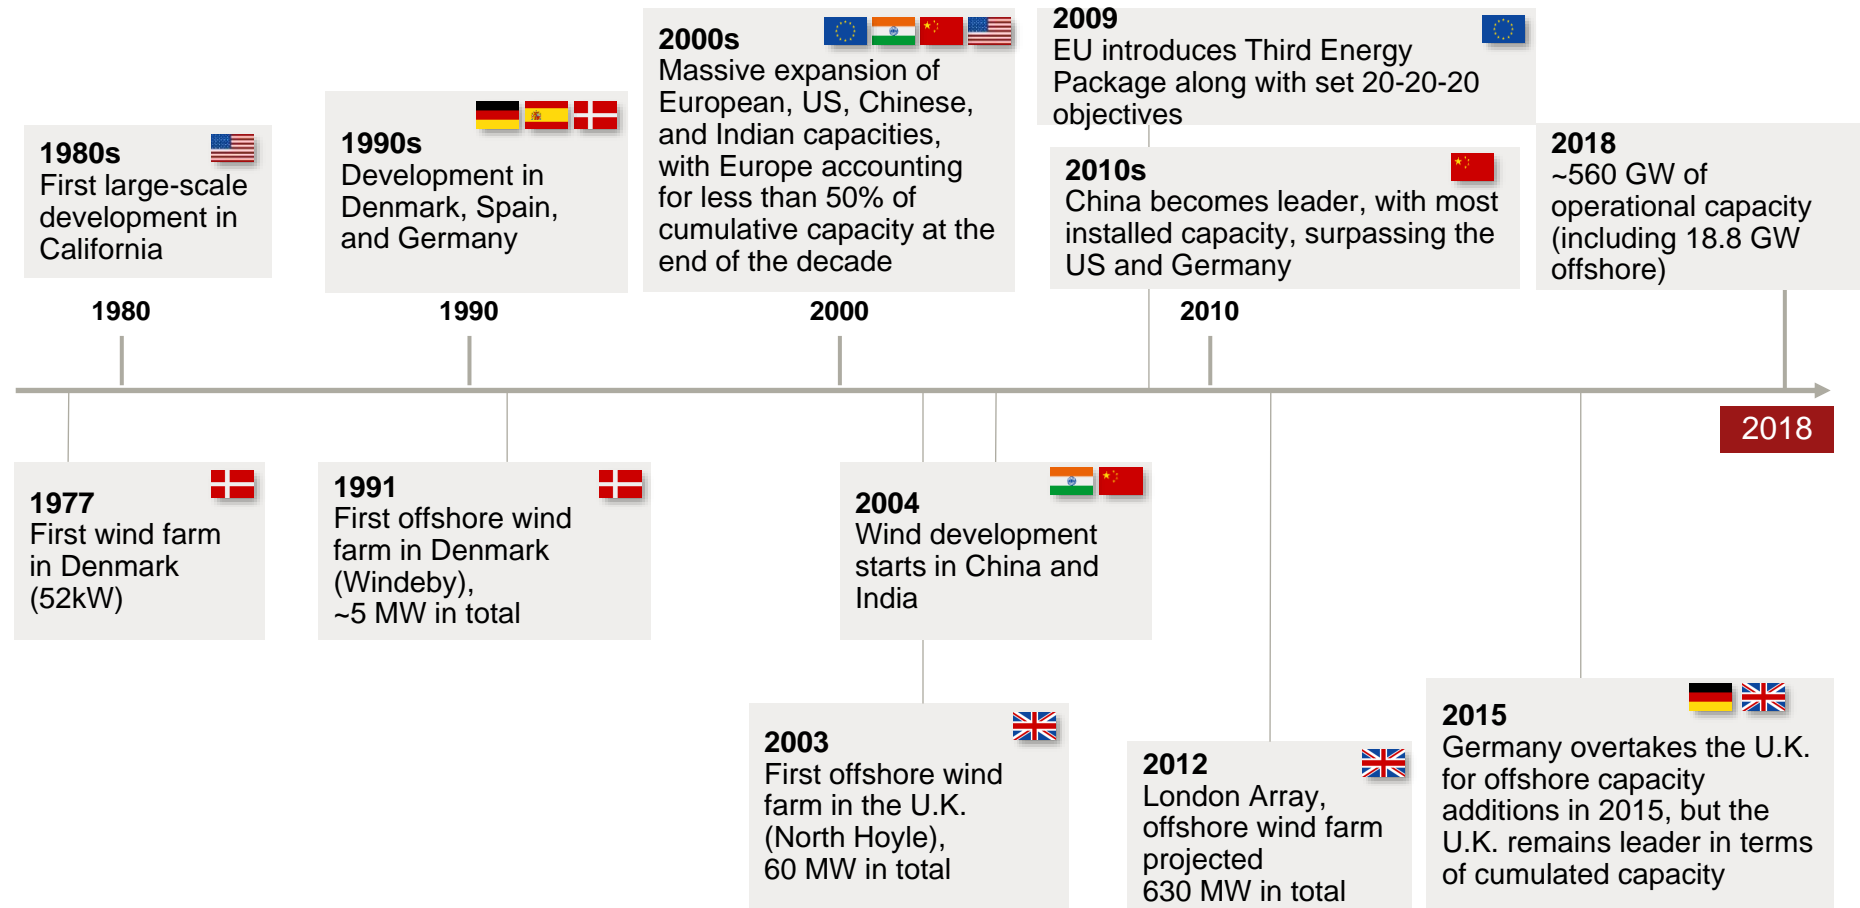 1980s
First large-scale
development in
California
1990s
Development in
Denmark, Spain,
and Germany
2000s
Massive expansion of
European, US, Chinese,
and Indian capacities,
with Europe accounting
for less than 50% of
cumulative capacity at the
end of the decade
2009
EU introduces Third Energy
Package along with set 20-20-20
objectives
2010s
China becomes leader, with most
installed capacity, surpassing the
US and Germany
2018
~560 GW of
operational capacity
(including 18.8 GW
offshore)
1980
1990
2000
2010
2018
1977
First wind farm
in Denmark
(52kW)
1991
First offshore wind
farm in Denmark
(Windeby),
~5 MW in total
2004
Wind development
starts in China and
India
2003
First offshore wind
farm in the U.K.
(North Hoyle),
60 MW in total
2012
London Array,
offshore wind farm
projected
630 MW in total
2015
Germany overtakes the U.K.
for offshore capacity
additions in 2015, but the
U.K. remains leader in terms
of cumulated capacity